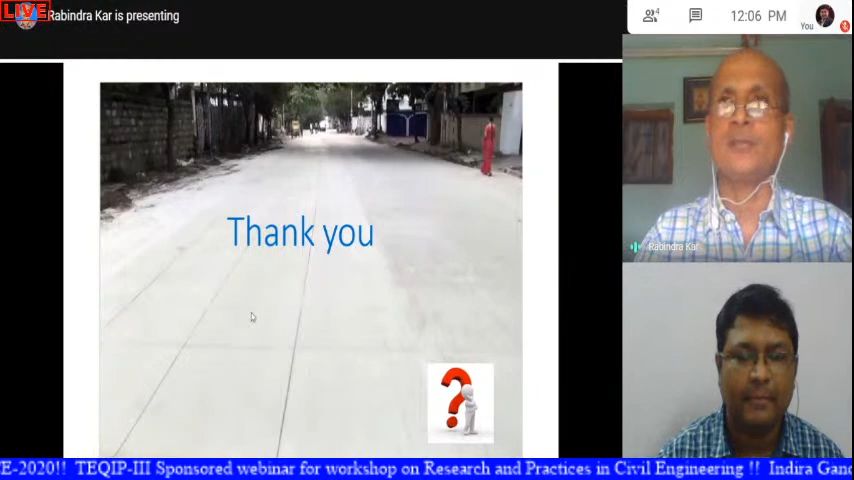 LIVE
Rabindra Kar is presenting
4
12:06 PM
You
Thank you
Rabindra Kar
E-2020!! TEQIP-III Sponsored webinar for workshop on Research and Practices in Civil Engineering !! Indira Gand